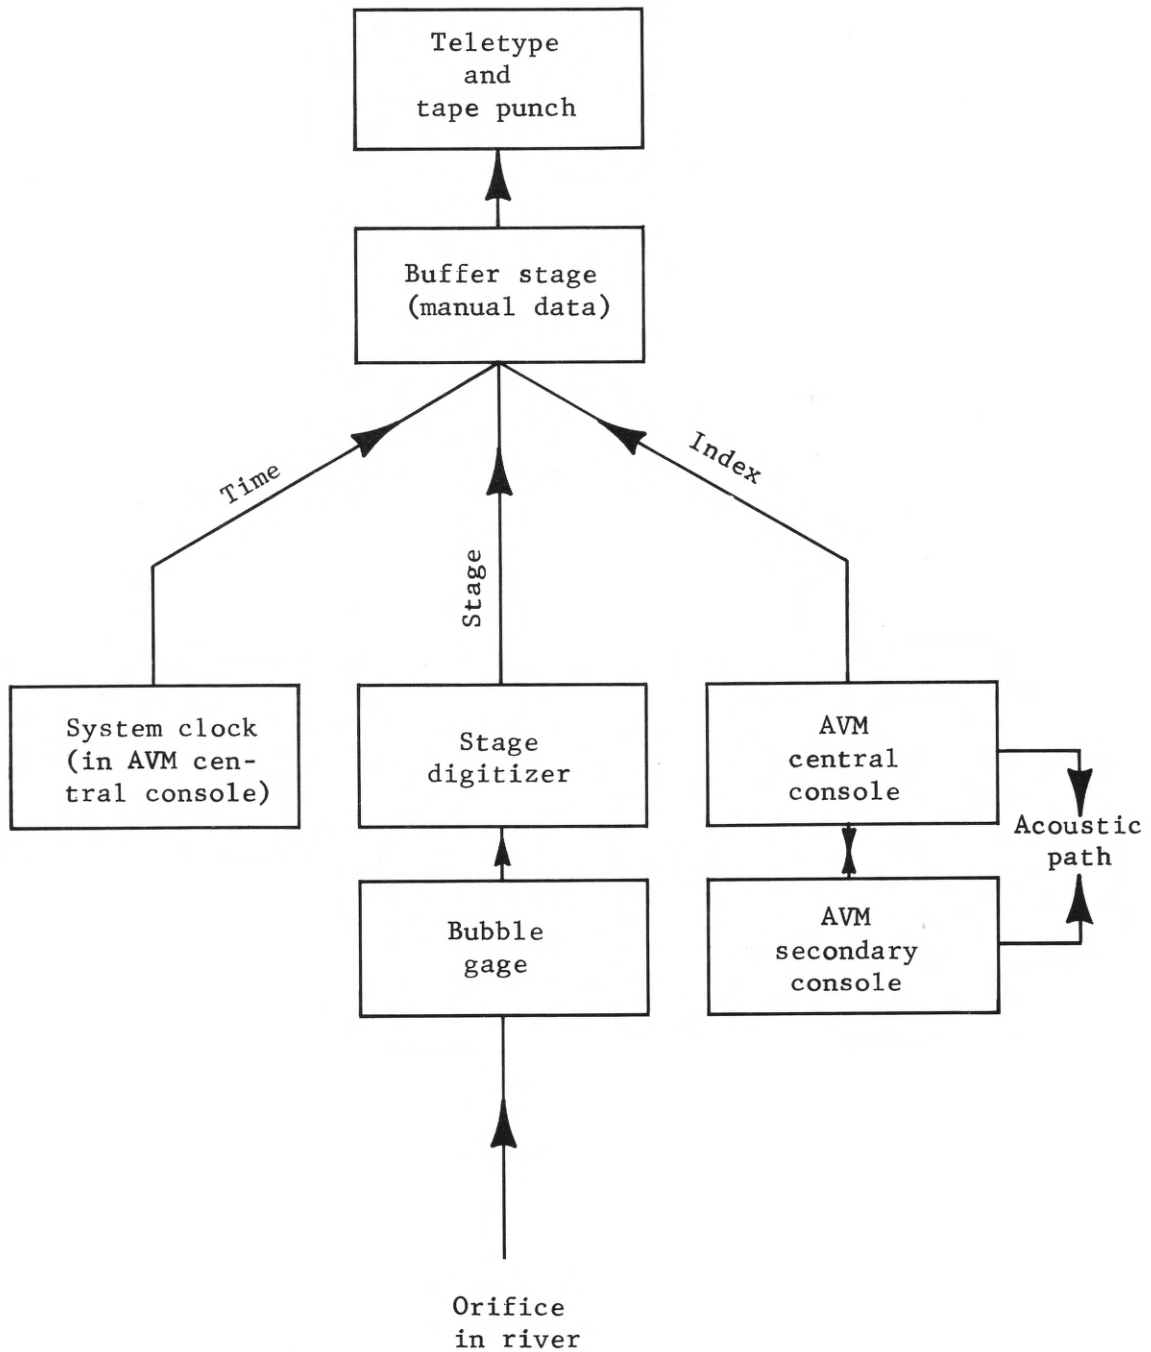 Teletype
and
tape punch
Buffer stage
(manual data)
Time
Stage
Index
System clock
(in AVM cen-
tral console)
Stage
digitizer
AVM
central
console
Acoustic
path
Bubble
gage
AVM
secondary
console
Orifice
in river